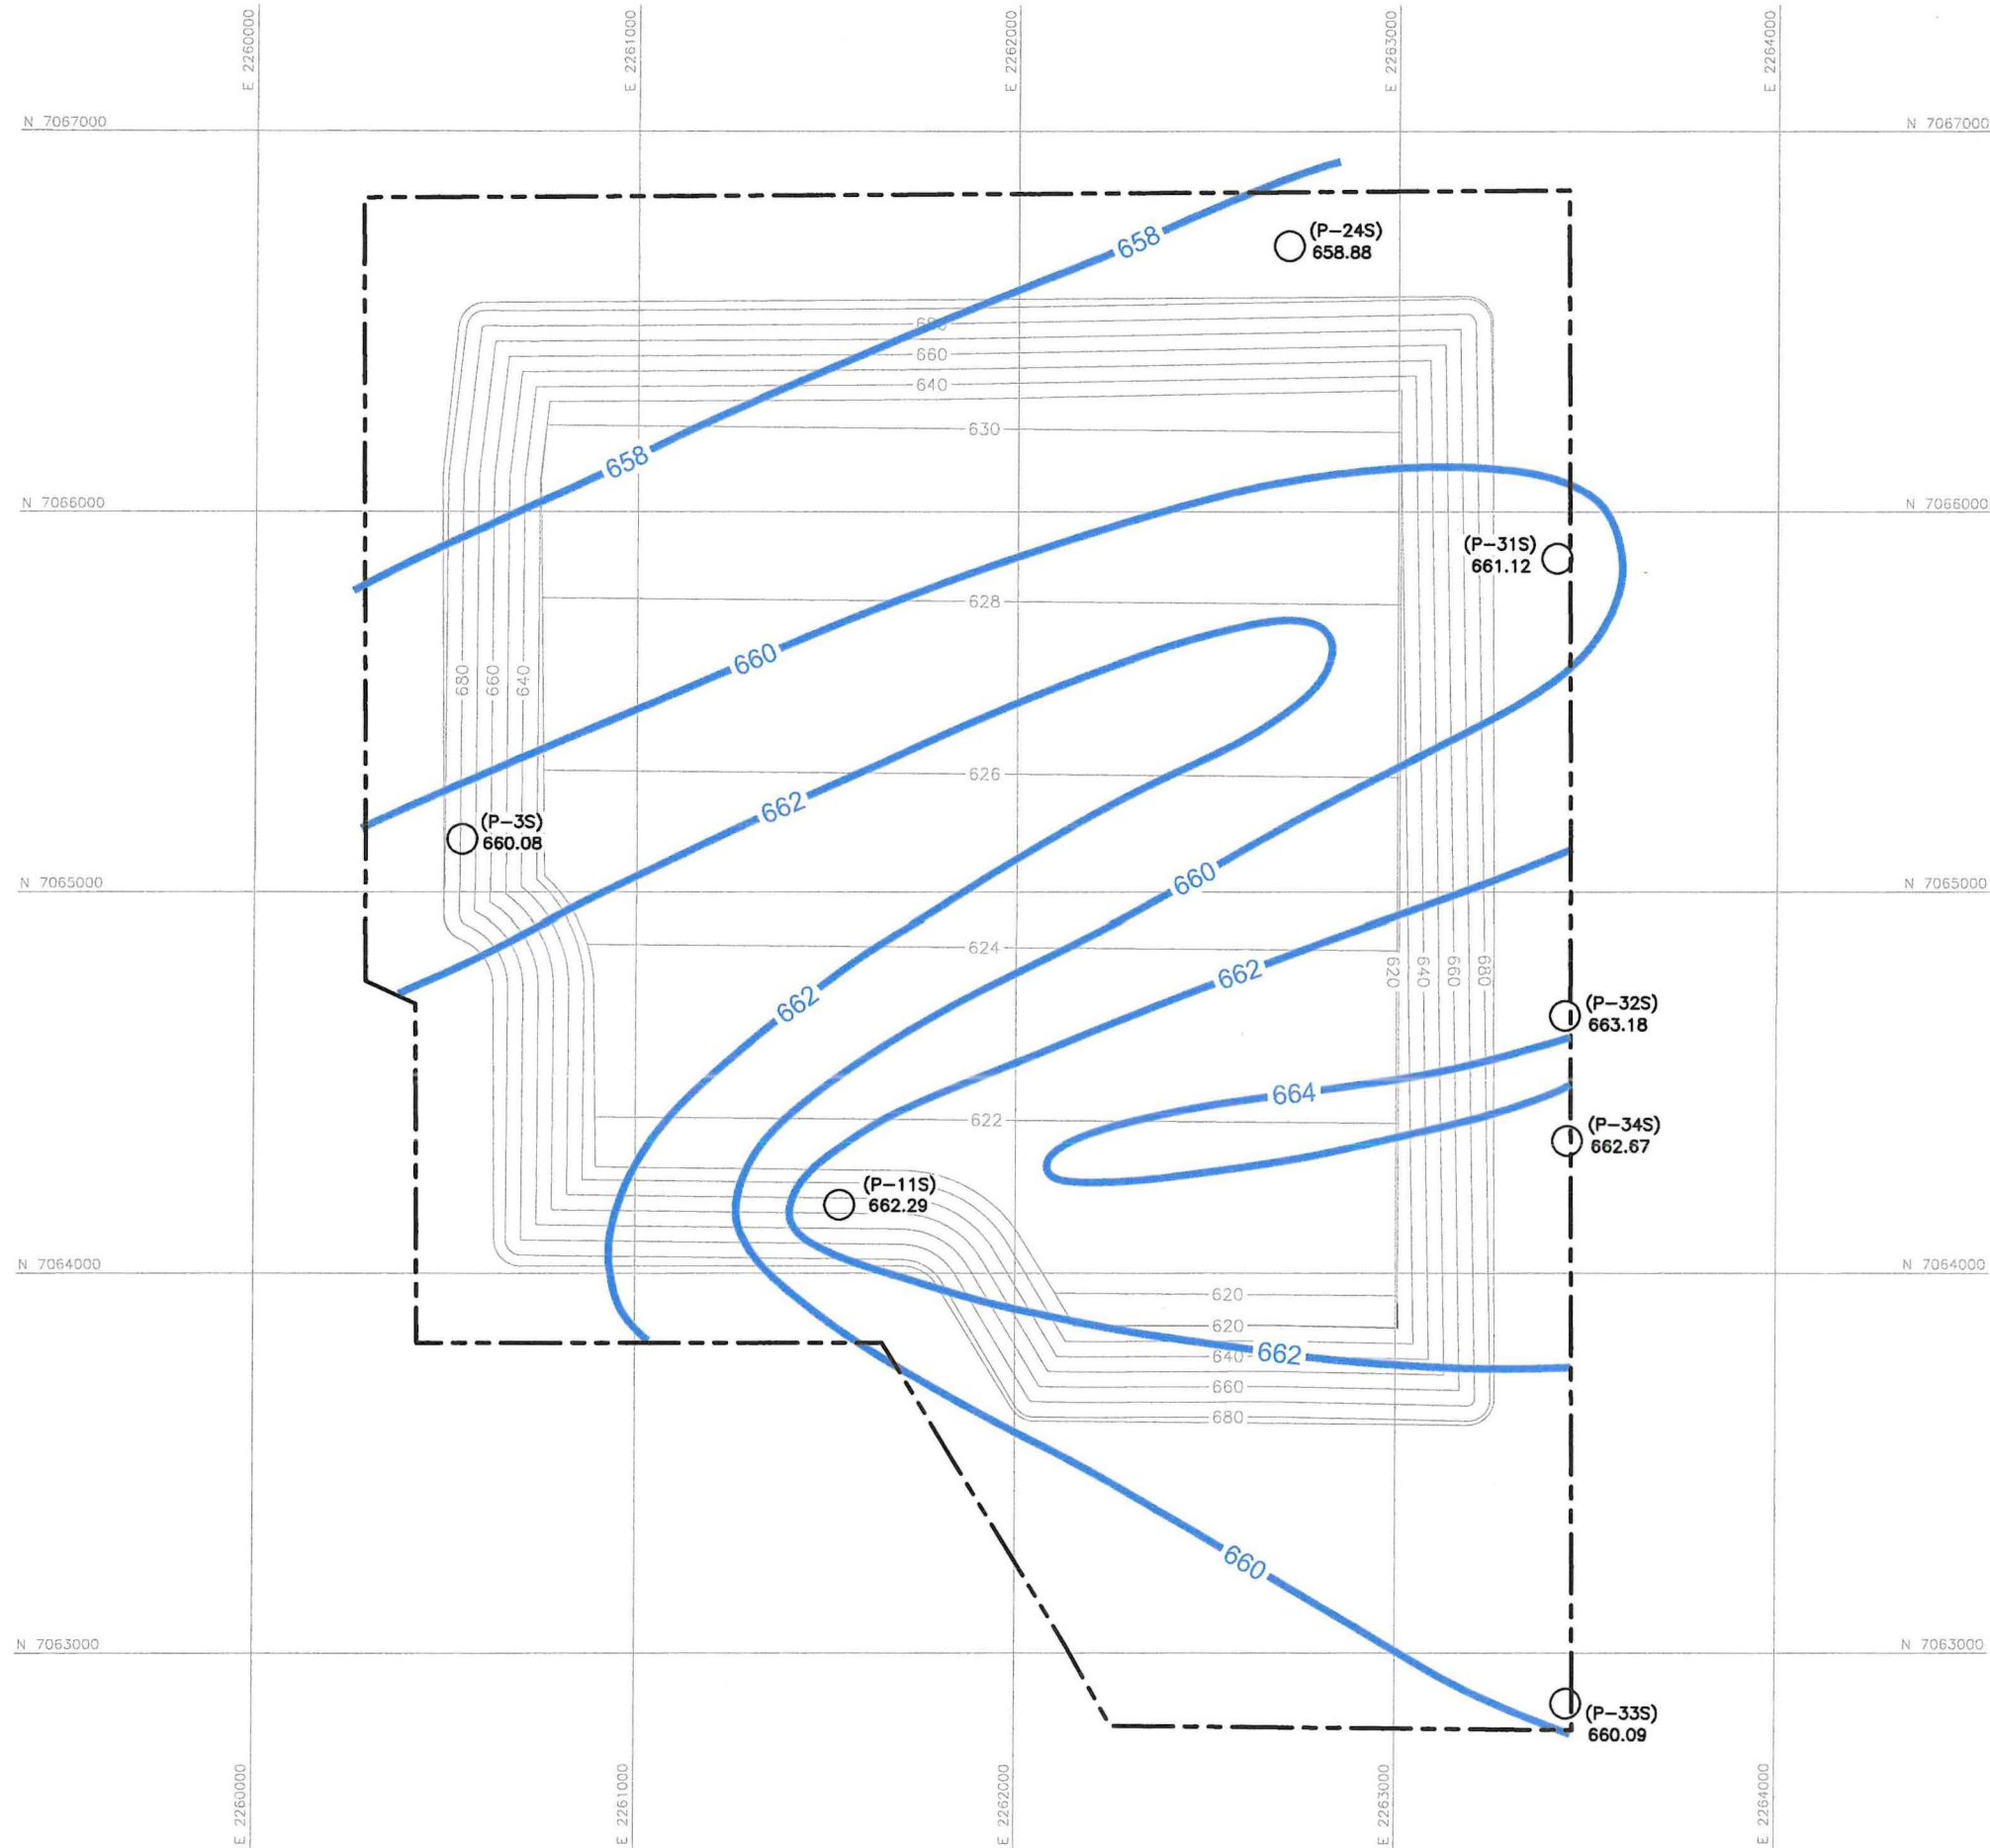 E 2260000
E 2261000
E 2262000
E 2263000
E 2264000
N 7067000
N 7067000
658
(P-24S)
658.88
680
660
640
630
658
N 7066000
N 7066000
(P-31S)
661.12
628
660
680
660
640
626
662
(P-3S)
660.08
660
N 7065000
N 7065000
624
662
620
640
660
680
662
(P-32S)
663.18
664
622
(P-34S)
662.67
(P-11S)
662.29
N 7064000
N 7064000
620
620
640
662
660
680
660
N 7063000
N 7063000
(P-33S)
660.09
E 2260000
E 2261000
E 2262000
E 2263000
E 2264000